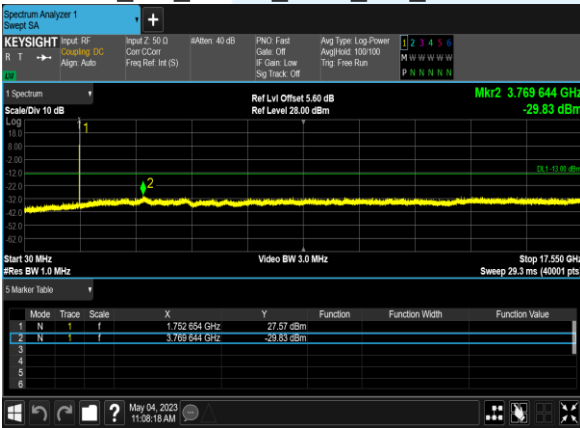 Spectrum Analyzer 1
Swept SA
+
KEYSIGHT Input: RF Input Z: 50 Ω #Atten: 40 dB PNO: Fast Avg Type: Log-Power 1 2 3 4 5 6
R T Coupling: DC Corr CCorr Gate: Off Avg|Hold: 100/100 M W W W W W
Align: Auto Freq Ref: Int (S) IF Gain: Low Trig: Free Run
Sig Track: Off P N N N N N
1 Spectrum
Ref Lvl Offset 5.60 dB Mkr2 3.769 644 GHz
Scale/Div 10 dB Ref Level 28.00 dBm -29.83 dBm
Log
1
18.0
8.00
-2.00
DL1 -13.00 dBm
-12.0
2
-22.0
-32.0
-42.0
-52.0
-62.0
Start 30 MHz Video BW 3.0 MHz Stop 17.550 GHz
#Res BW 1.0 MHz Sweep 29.3 ms (40001 pts
5 Marker Table
Mode Trace Scale X Y Function Function Width Function Value
1 N 1 f 1.752 654 GHz 27.57 dBm
2 N 1 f 3.769 644 GHz -29.83 dBm
3
4
5
6
? May 04, 2023
11:08:18 AM